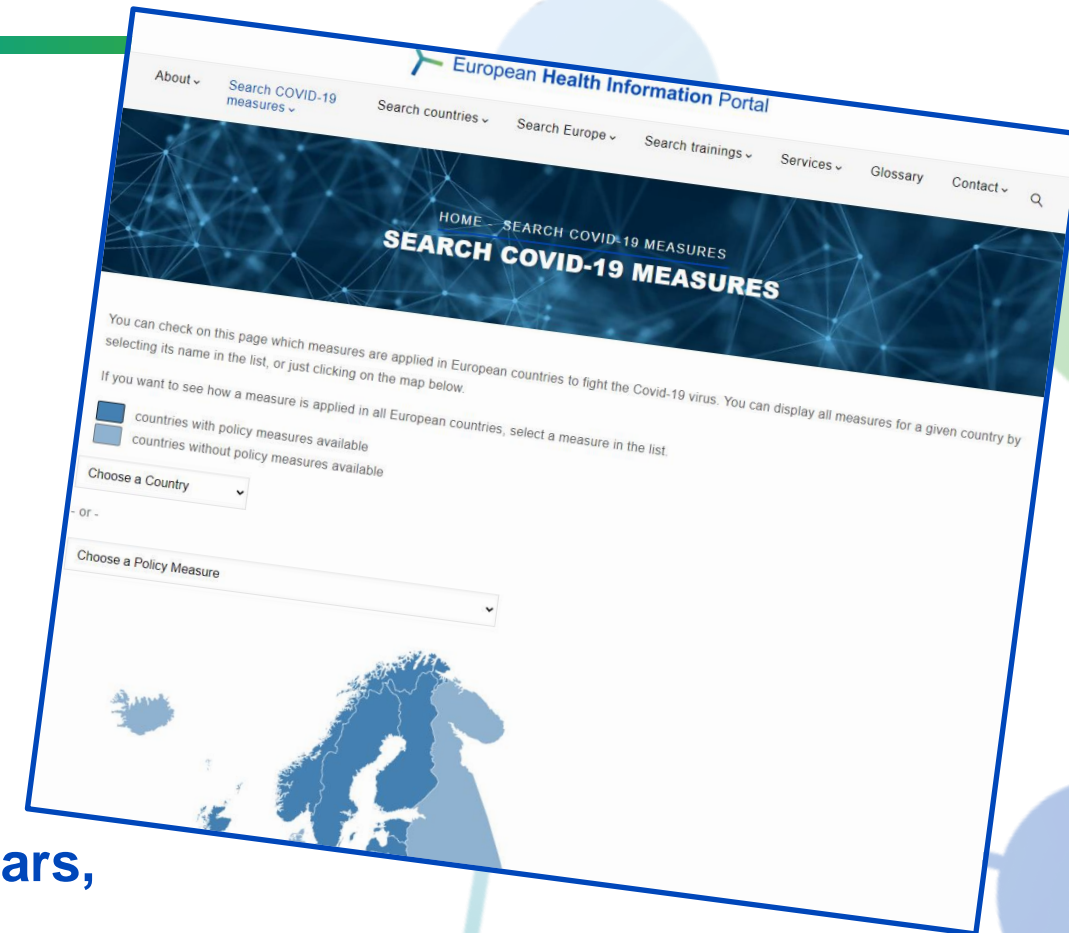 European Health Information Portal
About
Search COVID-19
measures
Search countries
Search Europe
Search trainings
Services
Glossary
Contact
HOME - SEARCH COVID-19 MEASURES
SEARCH COVID-19 MEASURES
You can check on this page which measures are applied in European countries to fight the Covid-19 virus. You can display all measures for a given country by
selecting its name in the list, or just clicking on the map below.
If you want to see how a measure is applied in all European countries, select a measure in the list.
countries with policy measures available
countries without policy measures available
Choose a Country
- or -
Choose a Policy Measure
ars,